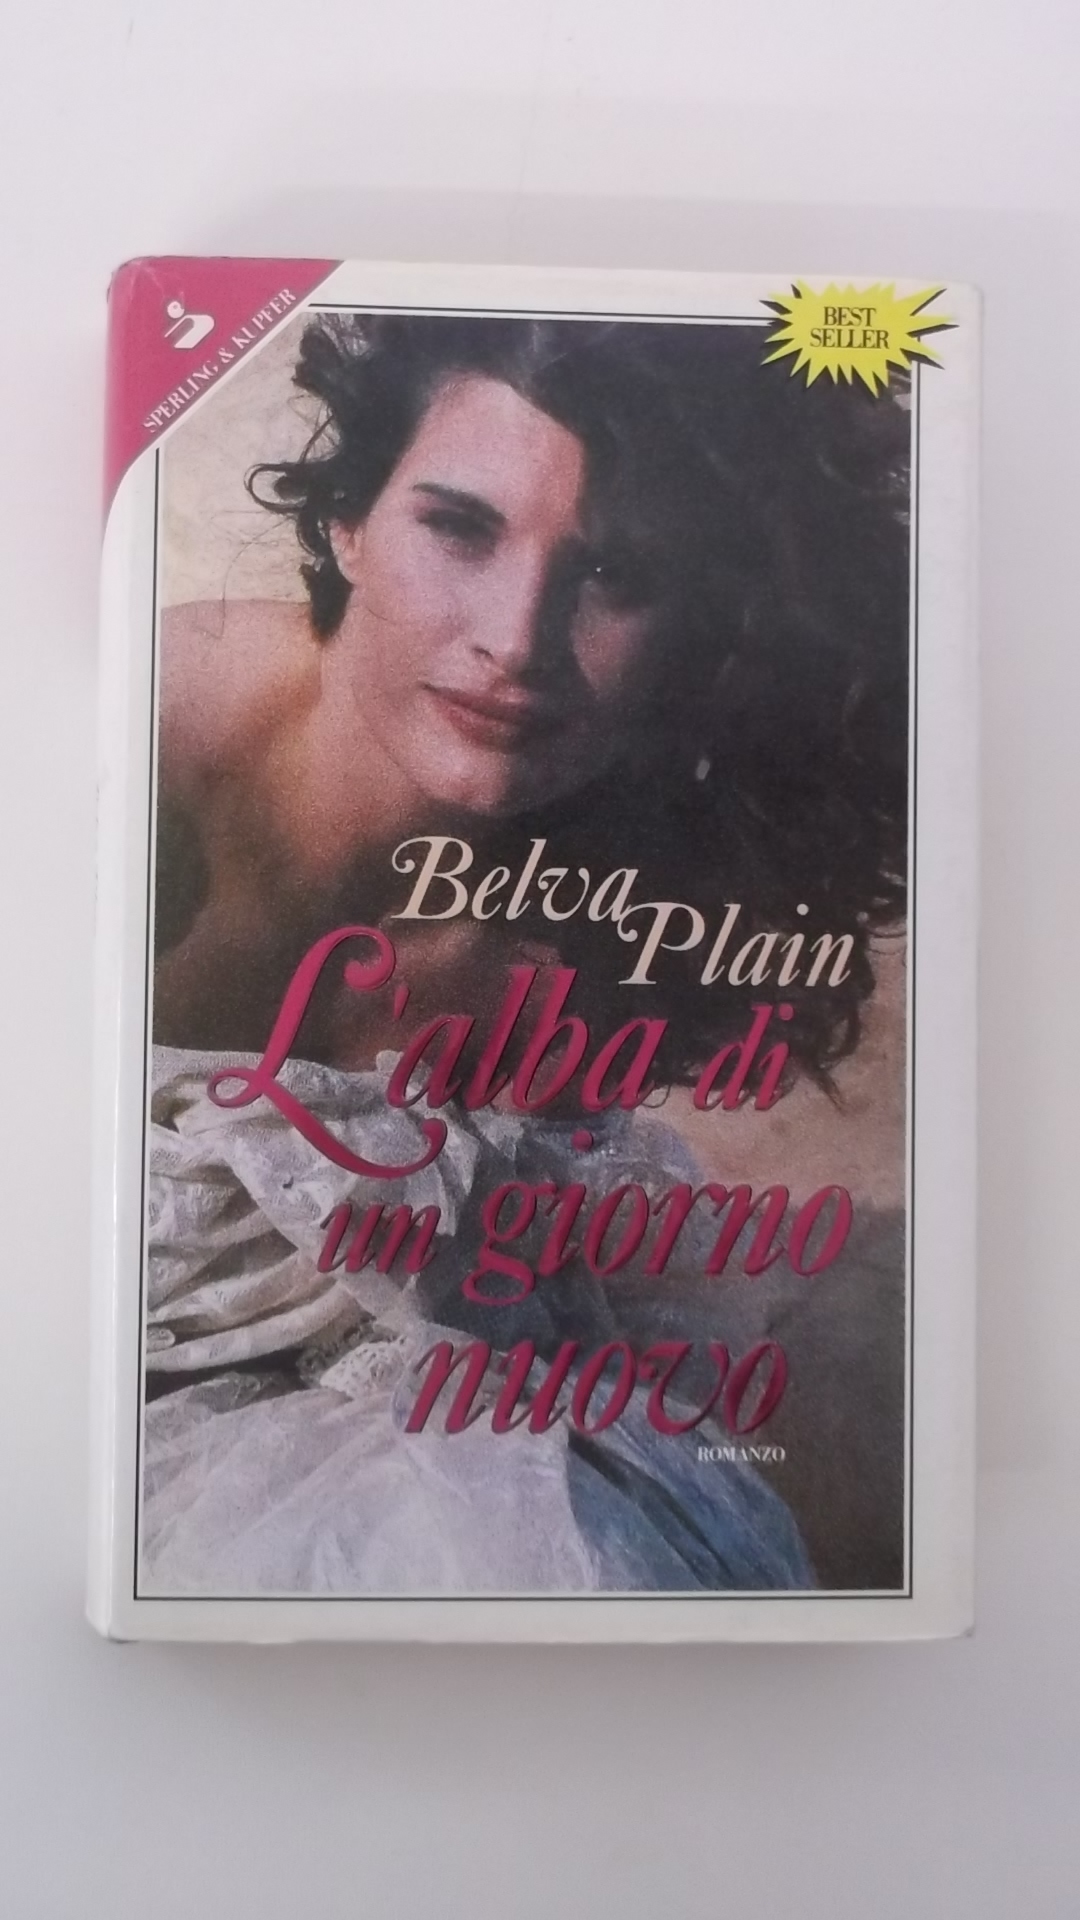 SPERLING & KUPFER
BEST
SELLER
Belva
Plain
L'alba di
un giorno
nuovo
ROMANZO